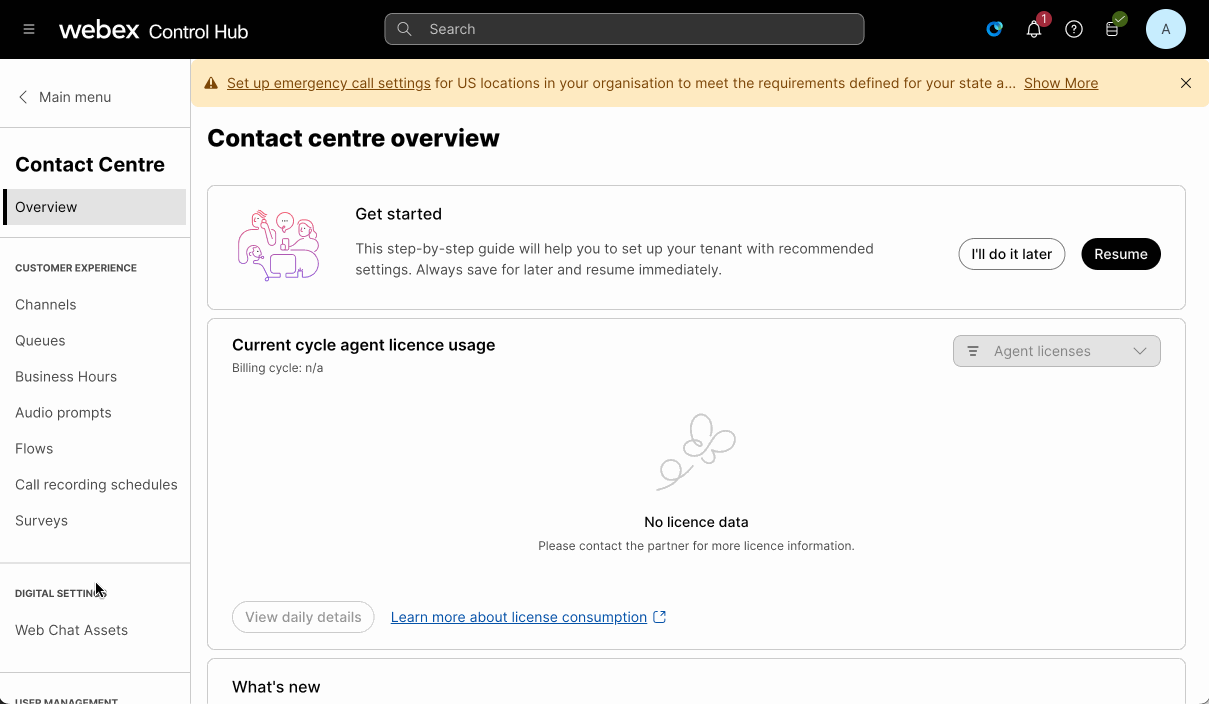 webex Control Hub
Search
1
A
Main menu
Set up emergency call settings for US locations in your organisation to meet the requirements defined for your state a... Show More
Contact Centre
Overview
CUSTOMER EXPERIENCE
Channels
Queues
Business Hours
Audio prompts
Flows
Call recording schedules
Surveys
DIGITAL SETTINGS
Web Chat Assets
USER MANAGEMENT
Contact centre overview
Get started
This step-by-step guide will help you to set up your tenant with recommended
settings. Always save for later and resume immediately.
I'll do it later
Resume
Current cycle agent licence usage
Billing cycle: n/a
Agent licenses
No licence data
Please contact the partner for more licence information.
View daily details
Learn more about license consumption
What's new